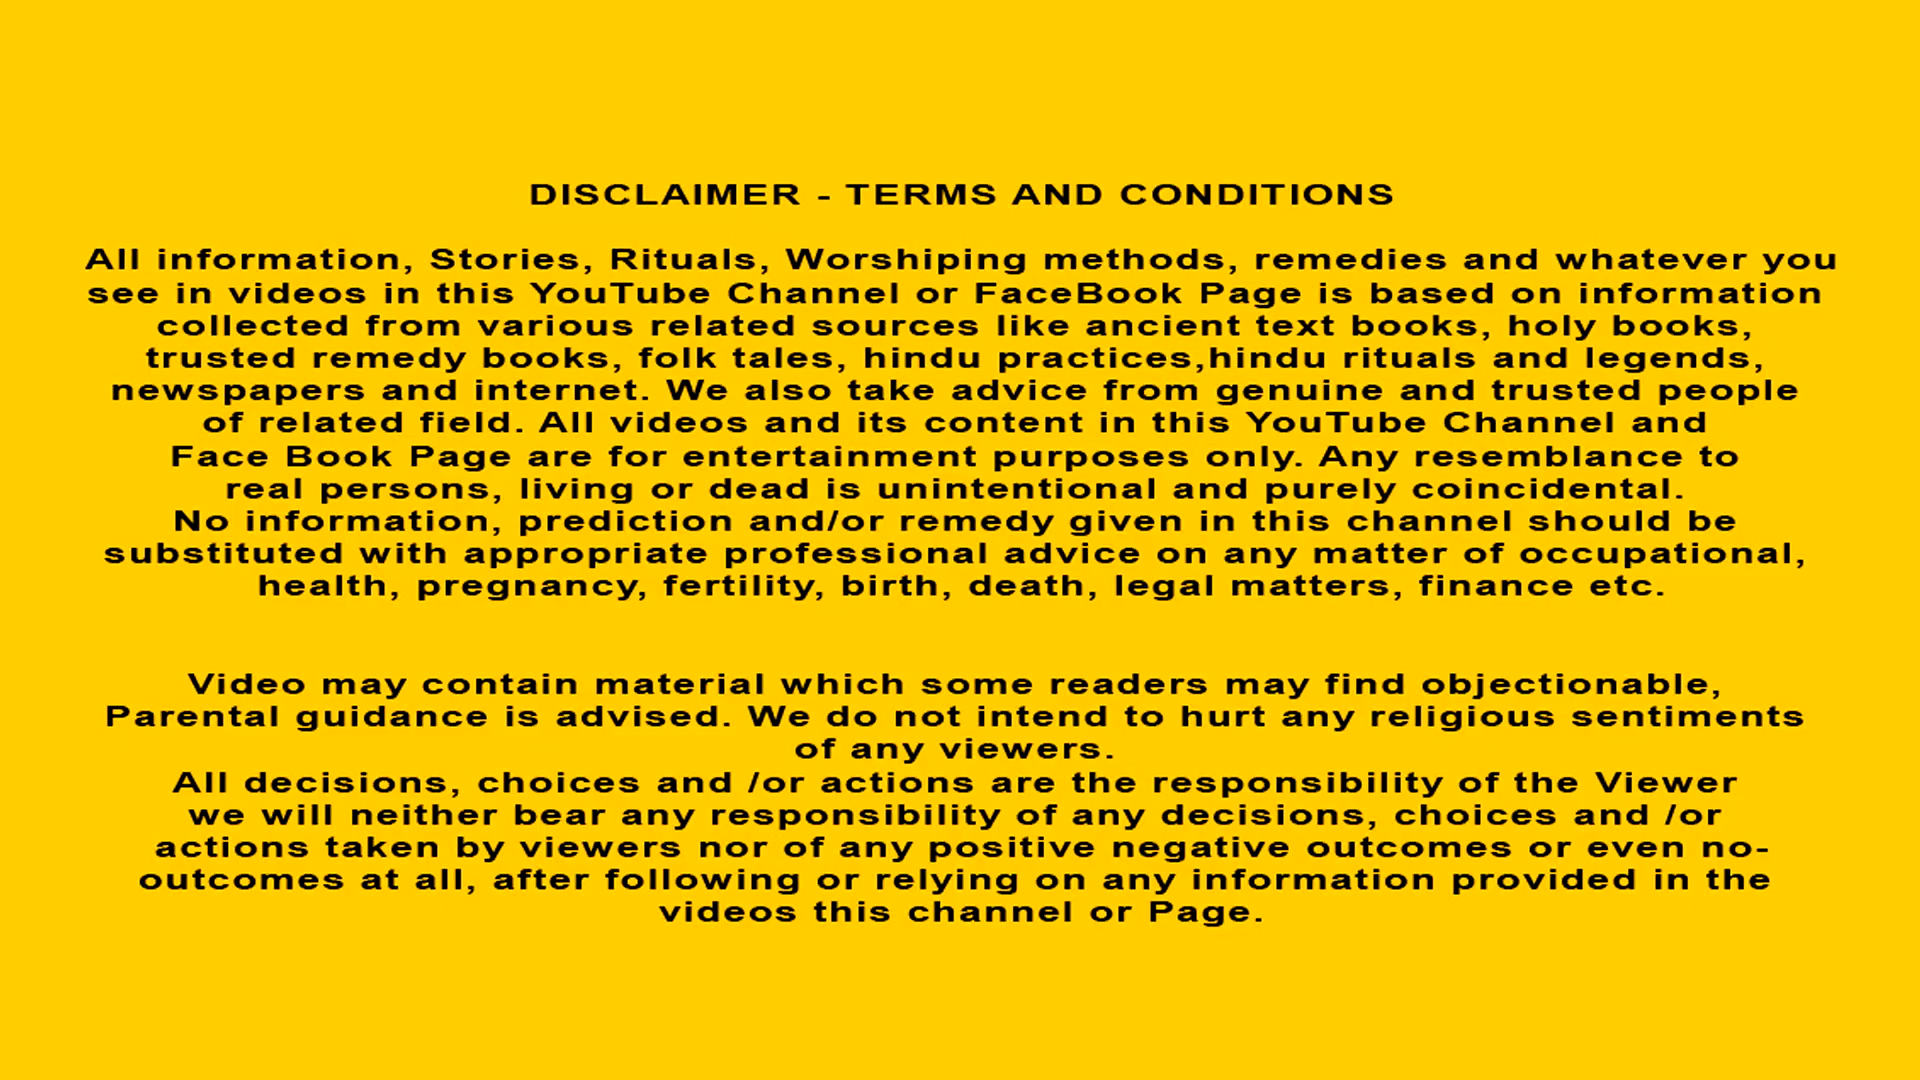 DISCLAIMER - TERMS AND CONDITIONS
All information, Stories, Rituals, Worshiping methods, remedies and whatever you
see in videos in this YouTube Channel or FaceBook Page is based on information
collected from various related sources like ancient text books, holy books,
trusted remedy books, folk tales, hindu practices,hindu rituals and legends,
newspapers and internet. We also take advice from genuine and trusted people
of related field. All videos and its content in this YouTube Channel and
Face Book Page are for entertainment purposes only. Any resemblance to
real persons, living or dead is unintentional and purely coincidental.
No information, prediction and/or remedy given in this channel should be
substituted with appropriate professional advice on any matter of occupational,
health, pregnancy, fertility, birth, death, legal matters, finance etc.
Video may contain material which some readers may find objectionable,
Parental guidance is advised. We do not intend to hurt any religious sentiments
of any viewers.
All decisions, choices and /or actions are the responsibility of the Viewer
we will neither bear any responsibility of any decisions, choices and /or
actions taken by viewers nor of any positive negative outcomes or even no-
outcomes at all, after following or relying on any information provided in the
videos this channel or Page.